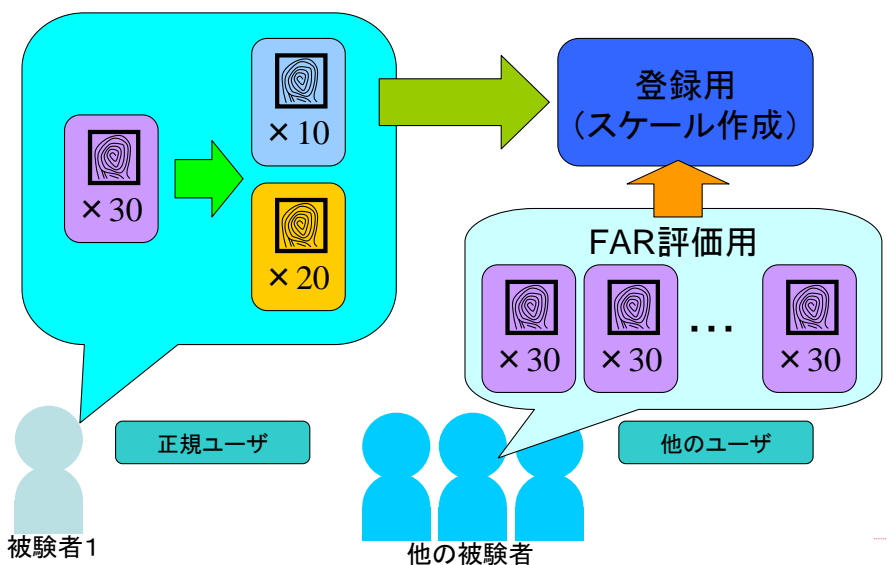 ×10
×30
×20
登録用
（スケール作成）
FAR評価用
×30
×30
...
×30
正規ユーザ
他のユーザ
被験者1
他の被験者